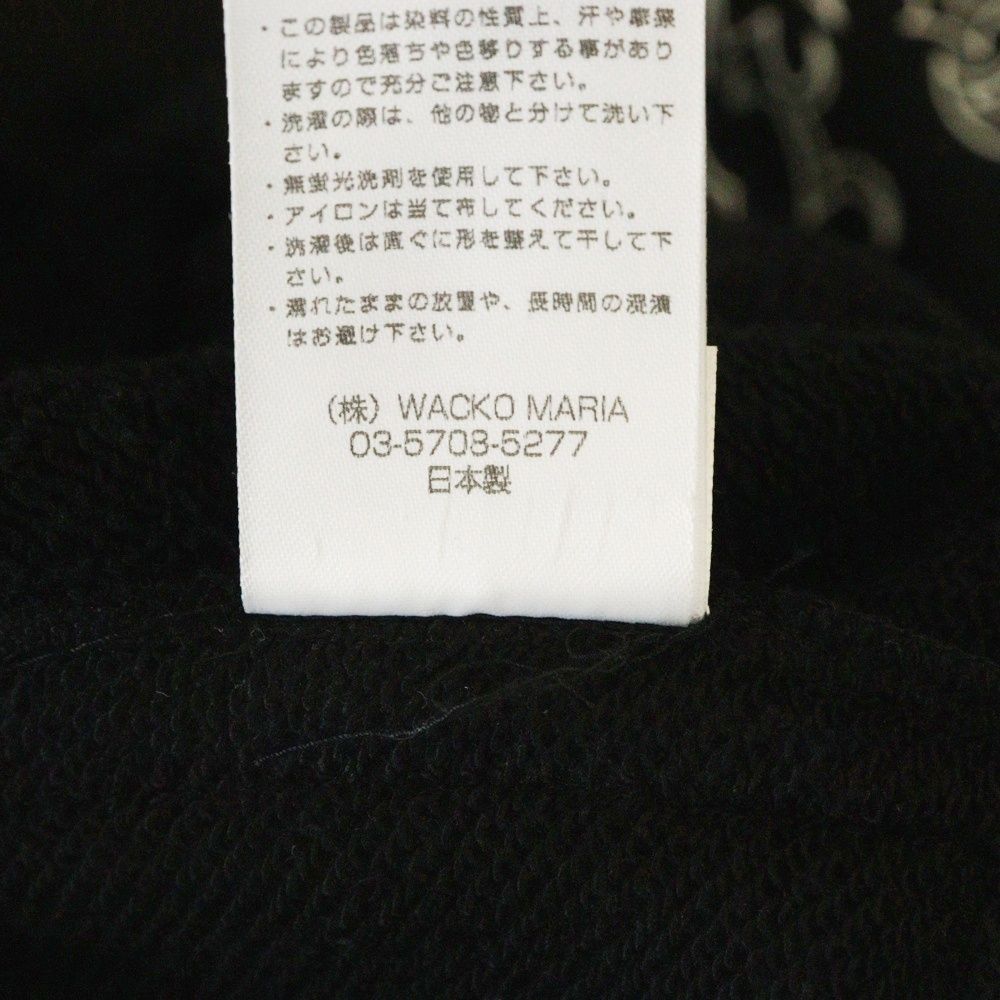 ・この製品は染料の性質上、汗や摩擦
により色落ちや色移りする事があり
ますので充分ご注意下さい。
・洗濯の際は、他の物と分けて洗い下
さい。
・無蛍光洗剤を使用して下さい。
・アイロンは当て布してください。
・洗濯後は直ぐに形を整えて干して下
さい。
・濡れたままの放置や、長時間の浸漬
はお避け下さい。
(株) WACKO MARIA
03-5708-5277
日本製